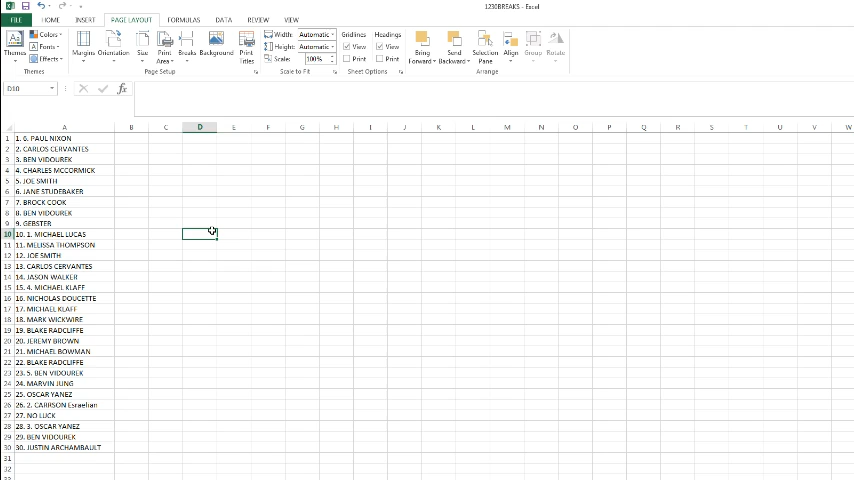 1230BREAKS - Excel
FILE HOME INSERT PAGE LAYOUT FORMULAS DATA REVIEW VIEW
Themes Colors Fonts Effects Margins Orientation Size Print Area Breaks Background Print Titles Width: Automatic Height: Automatic Scale: 100% Gridlines View Print Headings View Print Bring Forward Send Backward Selection Pane Align Group Rotate
Themes Page Setup Scale to Fit Sheet Options Arrange
D10 fx
A B C D E F G H I J K L M N O P Q R S T U V W
1 1. 6. PAUL NIXON
2 2. CARLOS CERVANTES
3 3. BEN VIDOUREK
4 4. CHARLES MCCORMICK
5 5. JOE SMITH
6 6. JANE STUDEBAKER
7 7. BROCK COOK
8 8. BEN VIDOUREK
9 9. GEBSTER
10 10. 1. MICHAEL LUCAS
11 11. MELISSA THOMPSON
12 12. JOE SMITH
13 13. CARLOS CERVANTES
14 14. JASON WALKER
15 15. 4. MICHAEL KLAFF
16 16. NICHOLAS DOUCETTE
17 17. MICHAEL KLAFF
18 18. MARK WICKWIRE
19 19. BLAKE RADCLIFFE
20 20. JEREMY BROWN
21 21. MICHAEL BOWMAN
22 22. BLAKE RADCLIFFE
23 23. 5. BEN VIDOUREK
24 24. MARVIN JUNG
25 25. OSCAR YANEZ
26 26. 2. CARRSON Esraelian
27 27. NO LUCK
28 28. 3. OSCAR YANEZ
29 29. BEN VIDOUREK
30 30. JUSTIN ARCHAMBAULT
31
32
33